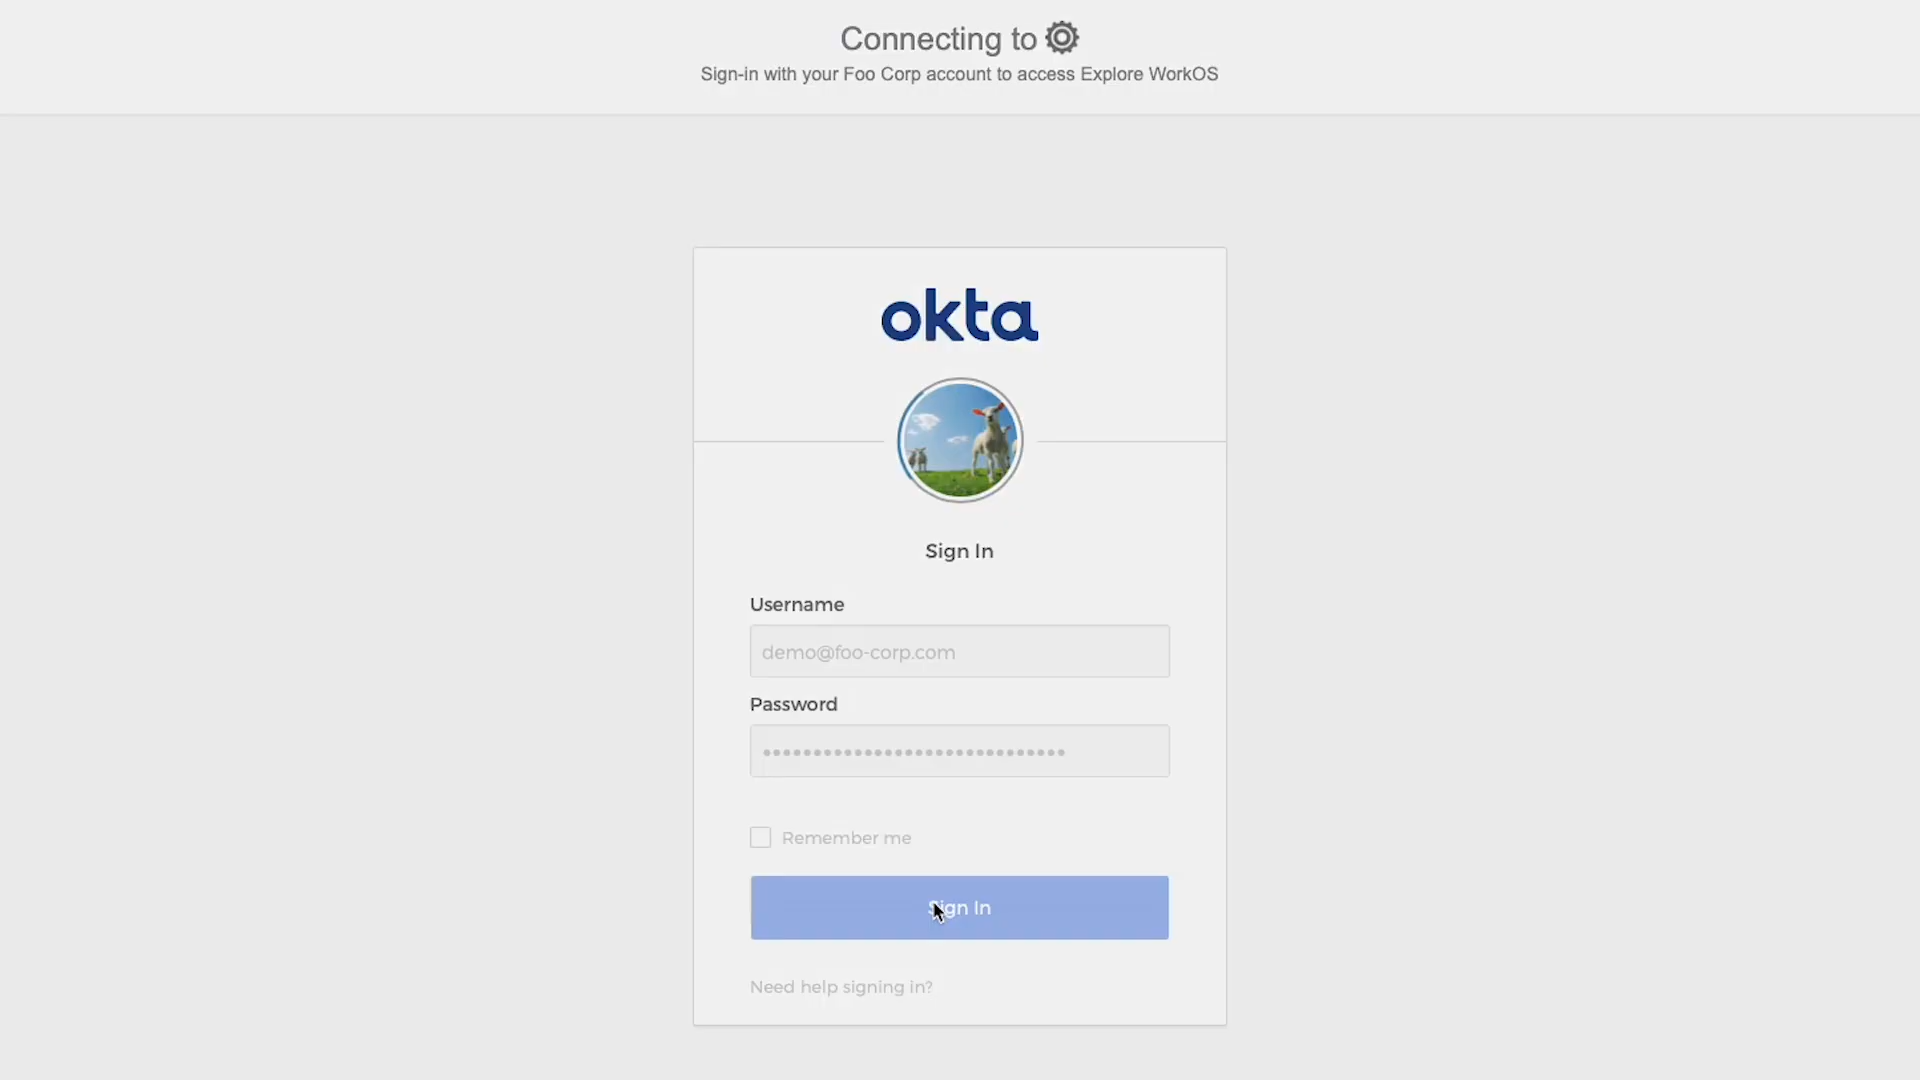 Connecting to
Sign-in with your Foo Corp account to access Explore WorkOS
okta
Sign In
Username
demo@foo-corp.com
Password
Remember me
Sign In
Need help signing in?